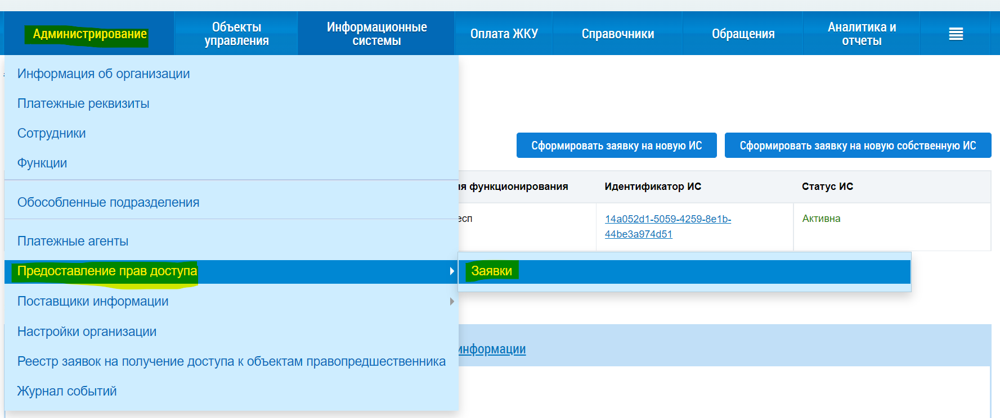 Администрирование
Объекты
управления
Информационные
системы
Оплата ЖКУ
Справочники
Обращения
Аналитика и
отчеты
Информация об организации
Платежные реквизиты
Сотрудники
Функции
Обособленные подразделения
Платежные агенты
Предоставление прав доступа
Заявки
Поставщики информации
Настройки организации
Реестр заявок на получение доступа к объектам правопредшественника
Журнал событий
Сформировать заявку на новую ИС
Сформировать заявку на новую собственную ИС
функционирования
Идентификатор ИС
Статус ИС
14a052d1-5059-4259-8e1b-
44be3a974d51
Активна
информации